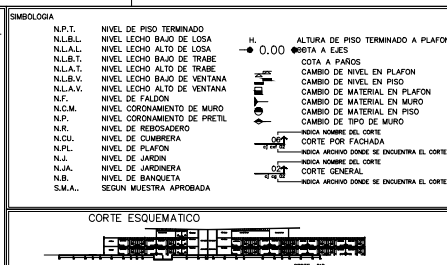 SIMBOLOGIA
N.P.T. NIVEL DE PISO TERMINADO
N.L.B.L. NIVEL LECHO BAJO DE LOSA
N.L.A.L. NIVEL LECHO ALTO DE LOSA
N.L.B.T. NIVEL LECHO BAJO DE TRABE
N.L.A.T. NIVEL LECHO ALTO DE TRABE
N.L.B.V. NIVEL LECHO BAJO DE VENTANA
N.L.A.V. NIVEL LECHO ALTO DE VENTANA
N.F. NIVEL DE FALDON
N.C.M. NIVEL CORONAMIENTO DE MURO
N.P. NIVEL CORONAMIENTO DE PRETIL
N.R. NIVEL DE REBOSADERO
N.CU. NIVEL DE CUMBRERA
N.PL. NIVEL DE PLAFON
N.J. NIVEL DE JARDIN
N.JA. NIVEL DE JARDINERA
N.B. NIVEL DE BANQUETA
S.M.A.. SEGUN MUESTRA APROBADA
H. ALTURA DE PISO TERMINADO A PLAFON
0.00 COTA A EJES
COTA A PAÑOS
CAMBIO DE NIVEL EN PLAFON
CAMBIO DE NIVEL EN PISO
CAMBIO DE MATERIAL EN PLAFON
CAMBIO DE MATERIAL EN MURO
CAMBIO DE MATERIAL EN PISO
CAMBIO DE TIPO DE MURO
INDICA NOMBRE DEL CORTE
06 CORTE POR FACHADA
INDICA ARCHIVO DONDE SE ENCUENTRA EL CORTE
INDICA NOMBRE DEL CORTE
02 CORTE GENERAL
INDICA ARCHIVO DONDE SE ENCUENTRA EL CORTE
CORTE ESQUEMATICO